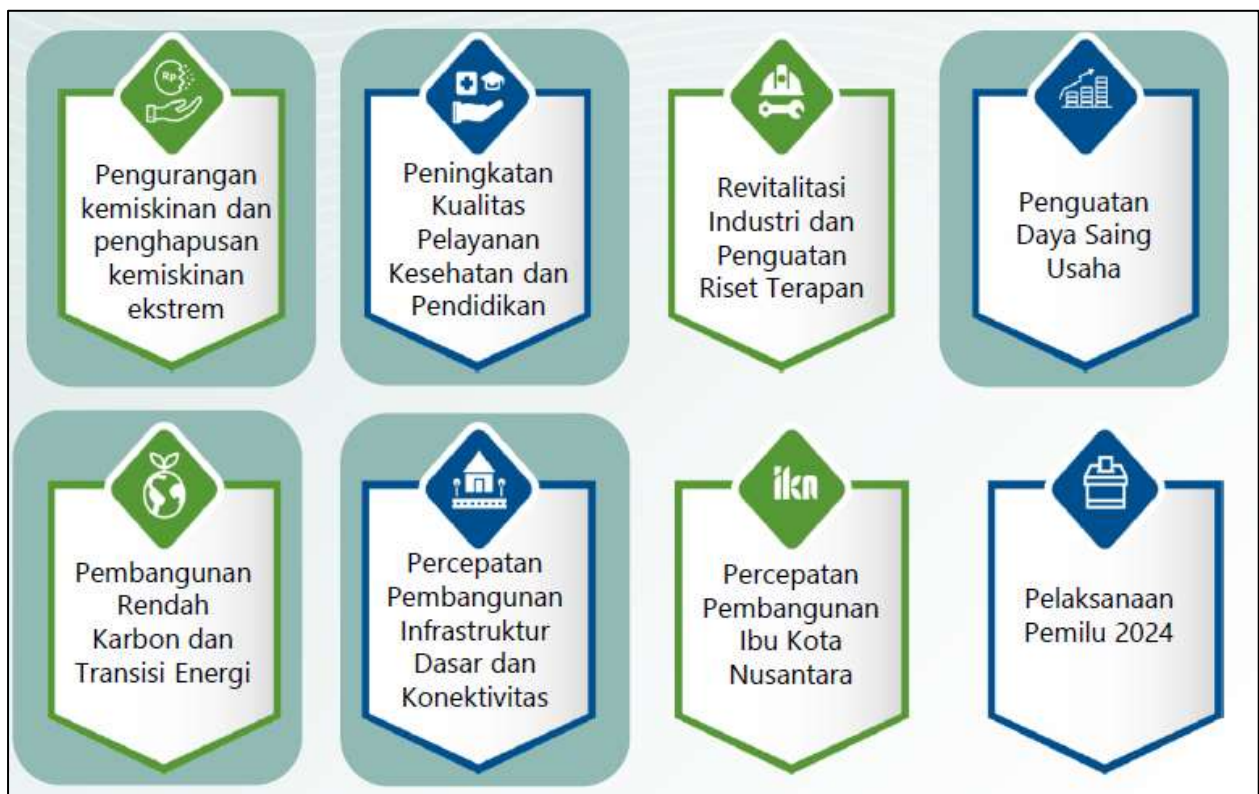 Rp
Pengurangan
kemiskinan dan
penghapusan
kemiskinan
ekstrem
Peningkatan
Kualitas
Pelayanan
Kesehatan dan
Pendidikan
Revitalitasi
Industri dan
Penguatan
Riset Terapan
Penguatan
Daya Saing
Usaha
Pembangunan
Rendah
Karbon dan
Transisi Energi
Percepatan
Pembangunan
Infrastruktur
Dasar dan
Konektivitas
ikn
Percepatan
Pembangunan
Ibu Kota
Nusantara
Pelaksanaan
Pemilu 2024